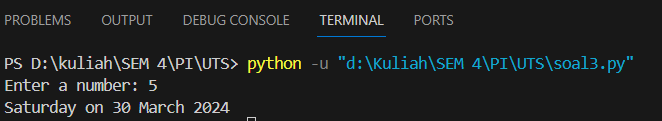 PROBLEMS OUTPUT DEBUG CONSOLE TERMINAL PORTS
PS D:\kuliah\SEM 4\PI\UTS> python -u "d:\Kuliah\SEM 4\PI\UTS\soal3.py"
Enter a number: 5
Saturday on 30 March 2024